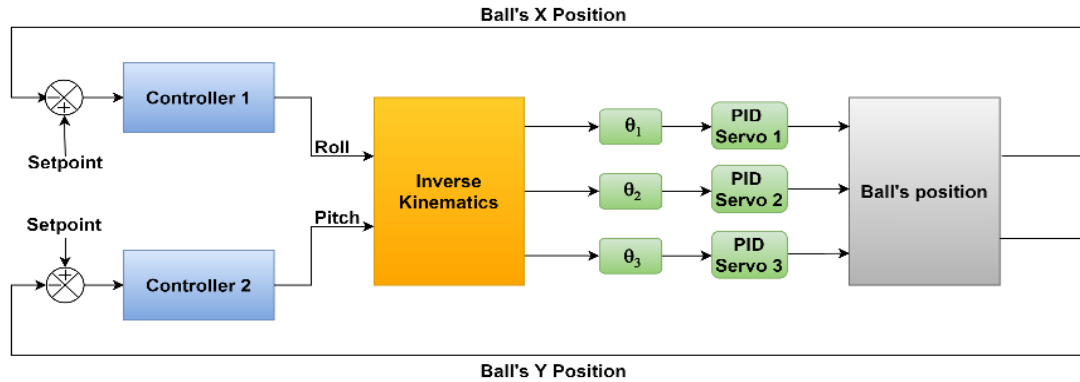 Ball's X Position
Controller 1
Setpoint
Roll
Inverse
Kinematics
θ1
PID
Servo 1
θ2
PID
Servo 2
θ3
PID
Servo 3
Ball's position
Setpoint
Pitch
Controller 2
Ball's Y Position